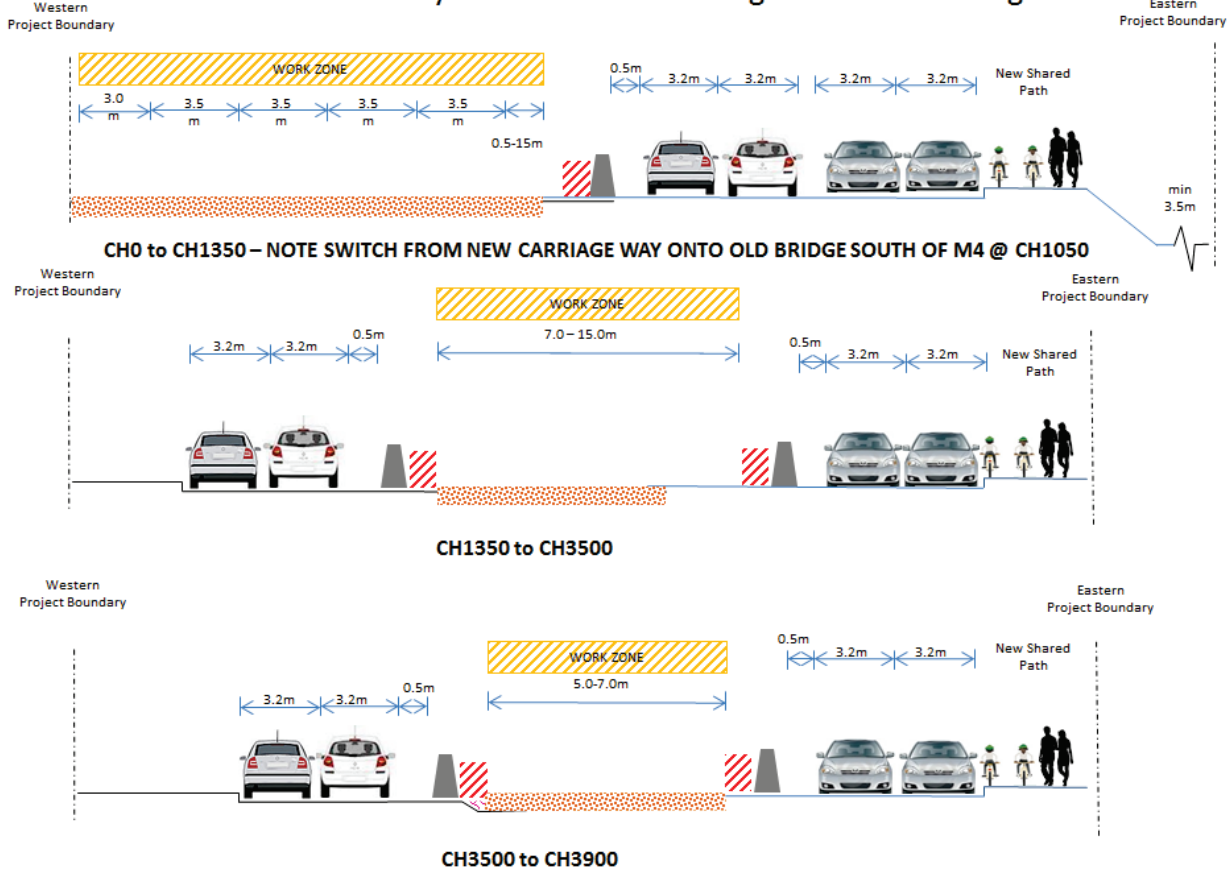 Western
Project Boundary
Eastern
Project Boundary
WORK ZONE
3.0
m
3.5
m
3.5
m
3.5
m
3.5
m
0.5-15m
0.5m
3.2m
3.2m
3.2m
3.2m
New Shared
Path
min
3.5m
CH0 to CH1350 – NOTE SWITCH FROM NEW CARRIAGE WAY ONTO OLD BRIDGE SOUTH OF M4 @ CH1050
Western
Project Boundary
Eastern
Project Boundary
WORK ZONE
3.2m
3.2m
0.5m
7.0 – 15.0m
0.5m
3.2m
3.2m
New Shared
Path
CH1350 to CH3500
Western
Project Boundary
Eastern
Project Boundary
WORK ZONE
3.2m
3.2m
0.5m
5.0-7.0m
0.5m
3.2m
3.2m
New Shared
Path
CH3500 to CH3900